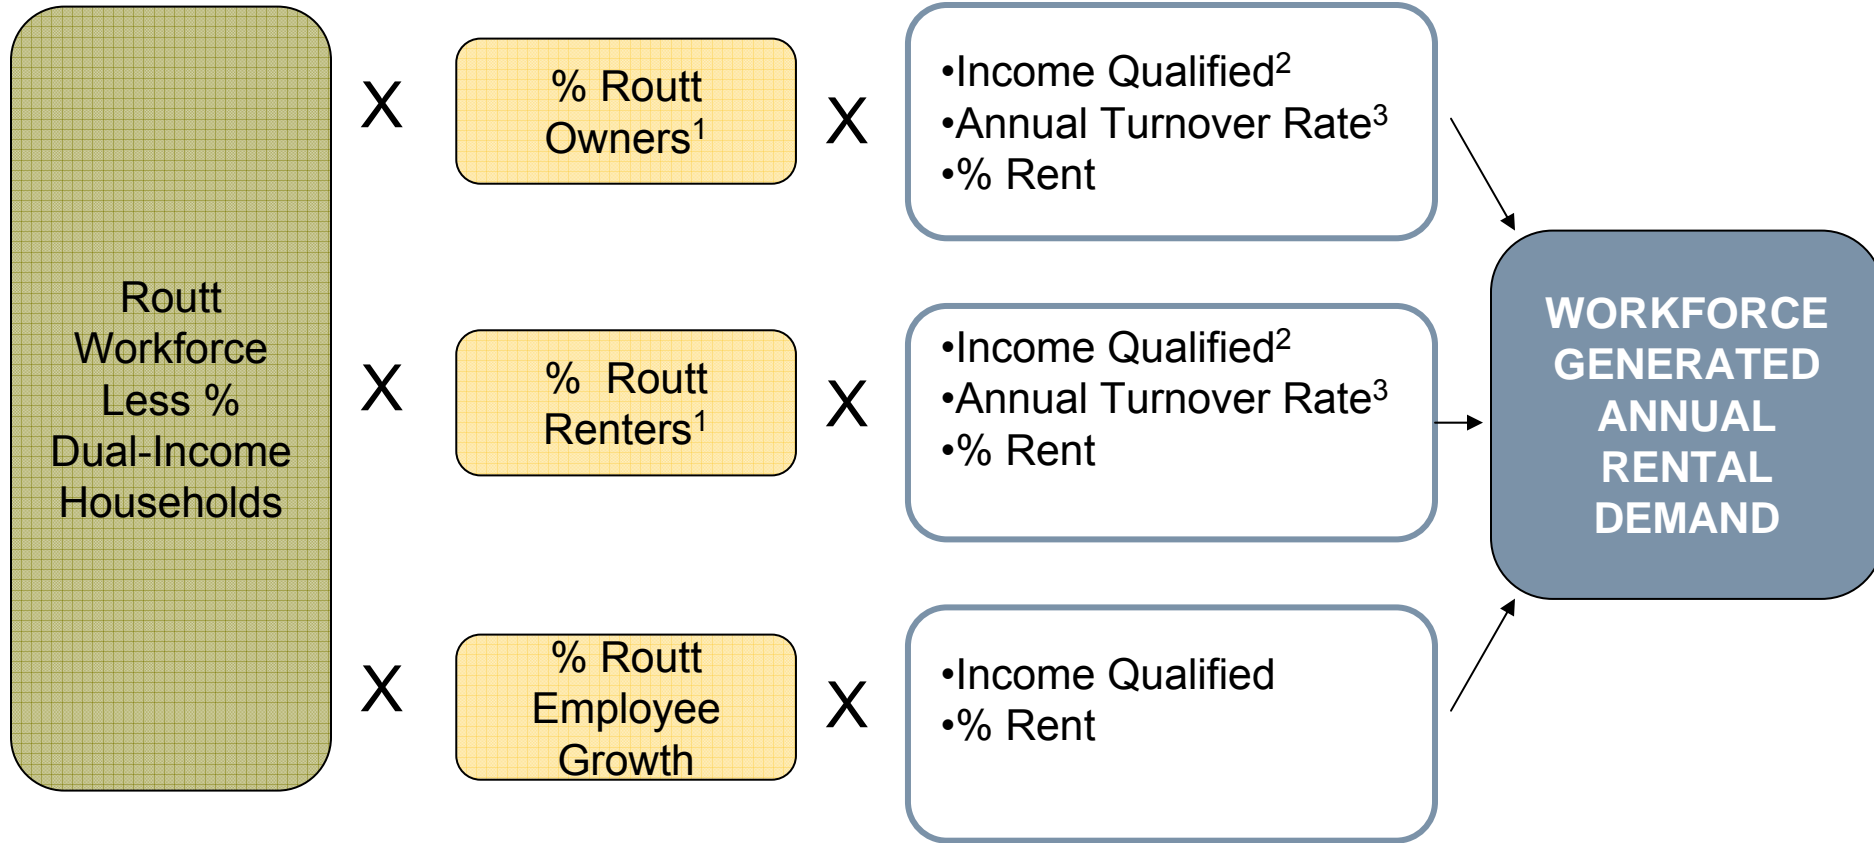 Routt
Workforce
Less %
Dual-Income
Households
X
% Routt
Owners¹
X
•Income Qualified²
•Annual Turnover Rate³
•% Rent
X
% Routt
Renters¹
X
•Income Qualified²
•Annual Turnover Rate³
•% Rent
X
% Routt
Employee
Growth
X
•Income Qualified
•% Rent
WORKFORCE
GENERATED
ANNUAL
RENTAL
DEMAND